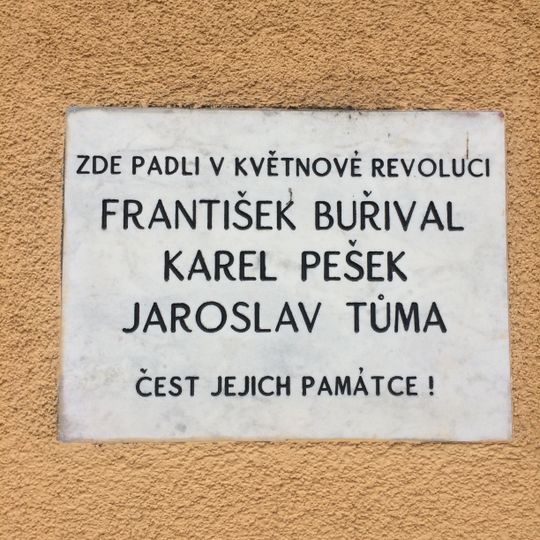 ZDE PADLI V KVĚTNOVÉ REVOLUCI
FRANTIŠEK BUŘIVAL
KAREL PEŠEK
JAROSLAV TŮMA
ČEST JEJICH PAMÁTCE !